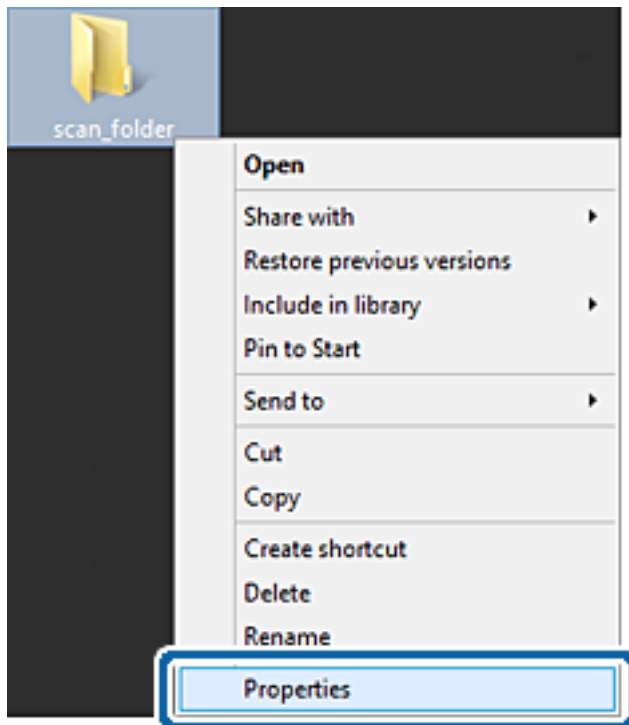 scan_folder
Open
Share with
Restore previous versions
Include in library
Pin to Start
Send to
Cut
Copy
Create shortcut
Delete
Rename
Properties